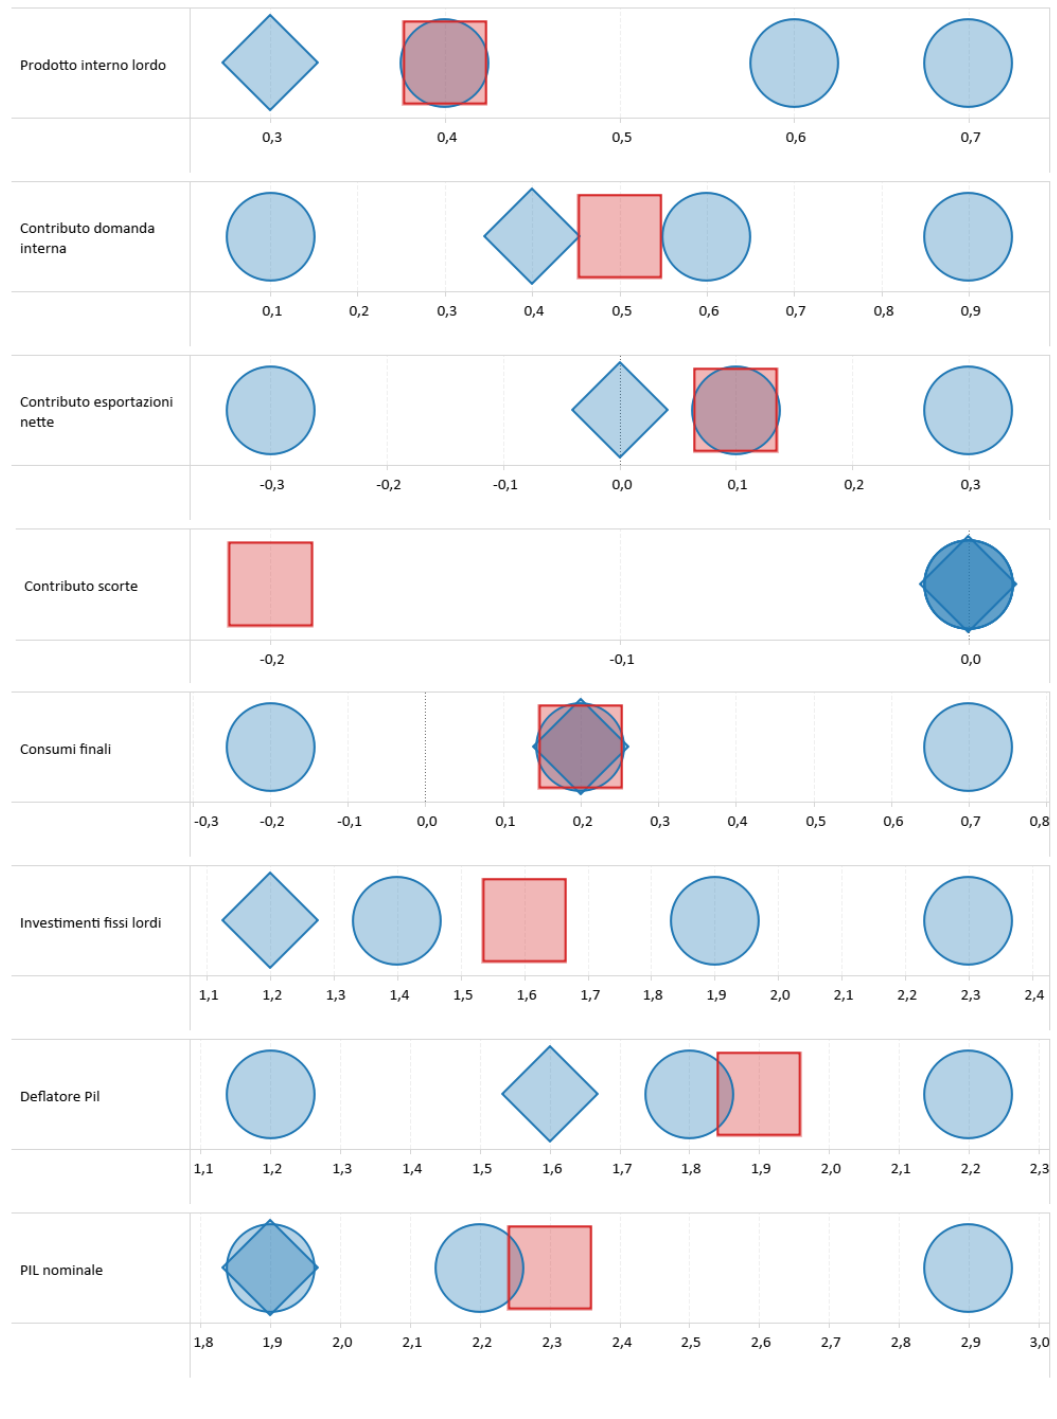 Prodotto interno lordo
0,3 0,4 0,5 0,6 0,7
Contributo domanda
interna
0,1 0,2 0,3 0,4 0,5 0,6 0,7 0,8 0,9
Contributo esportazioni
nette
-0,3 -0,2 -0,1 0,0 0,1 0,2 0,3
Contributo scorte
-0,2 -0,1 0,0
Consumi finali
-0,3 -0,2 -0,1 0,0 0,1 0,2 0,3 0,4 0,5 0,6 0,7 0,8
Investimenti fissi lordi
1,1 1,2 1,3 1,4 1,5 1,6 1,7 1,8 1,9 2,0 2,1 2,2 2,3 2,4
Deflatore Pil
1,1 1,2 1,3 1,4 1,5 1,6 1,7 1,8 1,9 2,0 2,1 2,2 2,3
PIL nominale
1,8 1,9 2,0 2,1 2,2 2,3 2,4 2,5 2,6 2,7 2,8 2,9 3,0